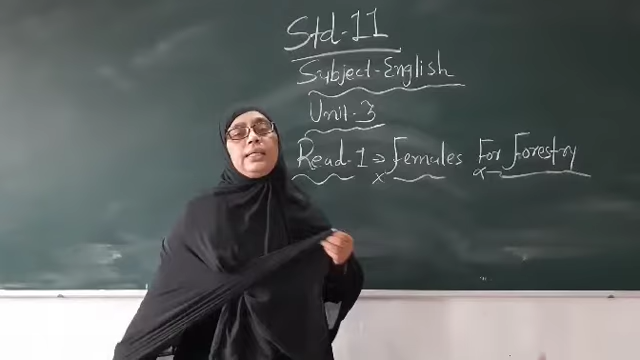 Std-11
Subject-English
Unit-3
Read-1 → Females For Forestry